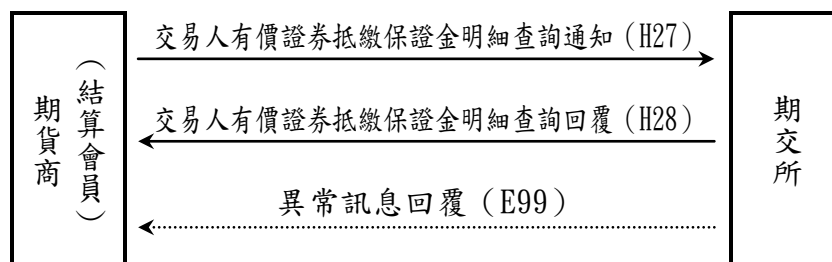 交易人有價證券抵繳保證金明細查詢通知（H27）
交易人有價證券抵繳保證金明細查詢回覆（H28）
異常訊息回覆（E99）
（結算會員）
期貨商
期交所